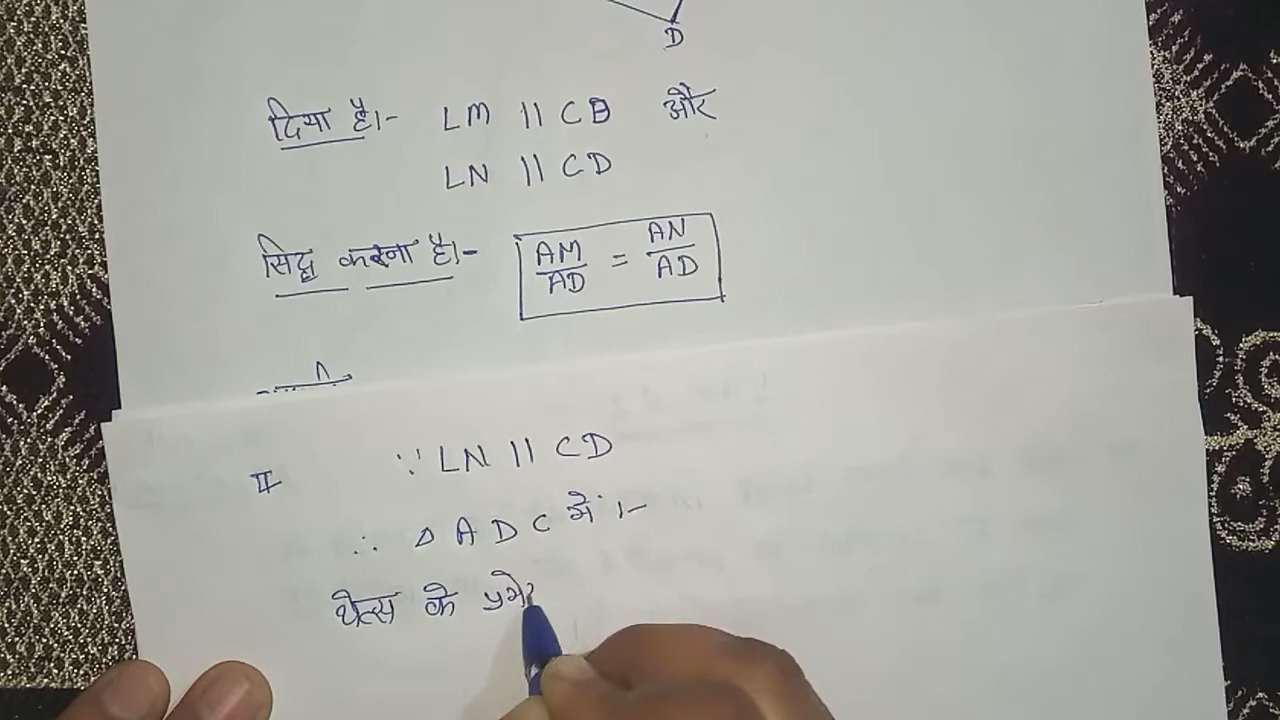 D
दिया है।- LM || CB और
LN || CD
सिद्ध करना है।- AM/AD = AN/AD
II ∵ LN || CD
∴ Δ ADC में :-
थेल्स के प्रमे